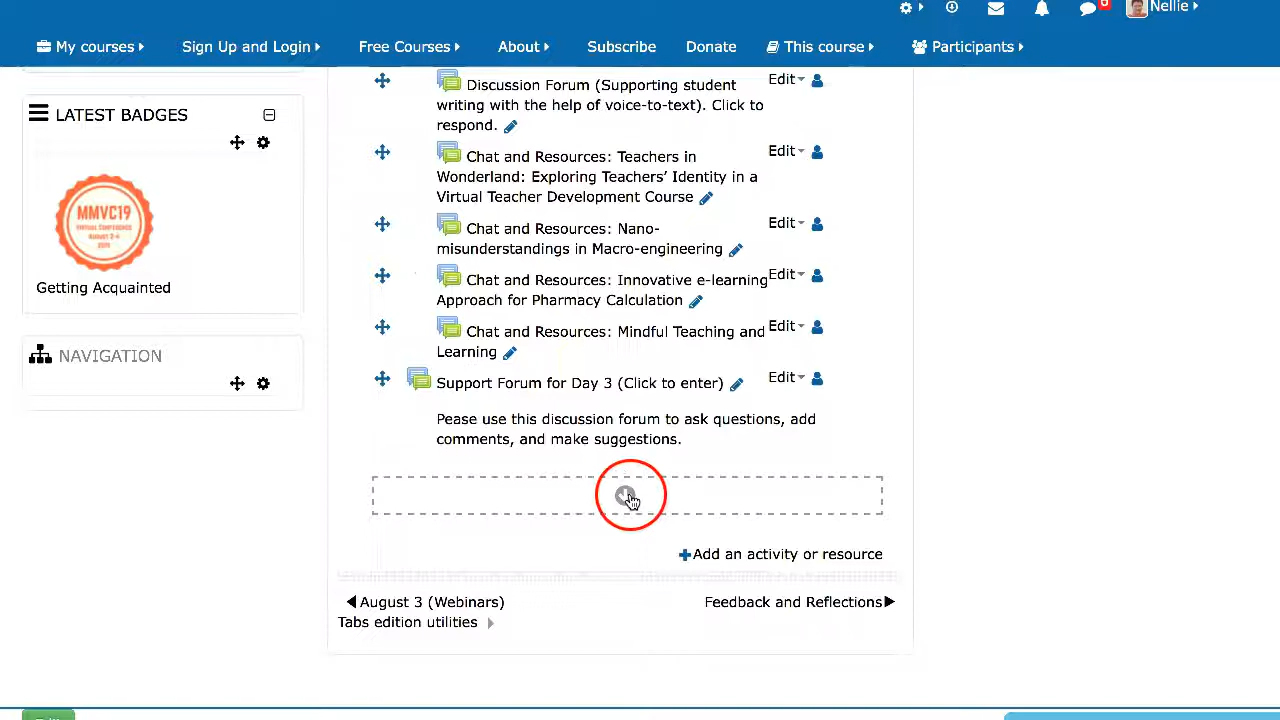 Nellie
My courses
Sign Up and Login
Free Courses
About
Subscribe
Donate
This course
Participants
LATEST BADGES
MMVC19
VIRTUAL CONFERENCE
AUGUST 2-4
2019
Getting Acquainted
NAVIGATION
Discussion Forum (Supporting student
writing with the help of voice-to-text). Click to
respond.
Edit
Chat and Resources: Teachers in
Wonderland: Exploring Teachers’ Identity in a
Virtual Teacher Development Course
Edit
Chat and Resources: Nano-
misunderstandings in Macro-engineering
Edit
Chat and Resources: Innovative e-learning
Approach for Pharmacy Calculation
Edit
Chat and Resources: Mindful Teaching and
Learning
Edit
Support Forum for Day 3 (Click to enter)
Edit
Pease use this discussion forum to ask questions, add
comments, and make suggestions.
Add an activity or resource
August 3 (Webinars)
Feedback and Reflections
Tabs edition utilities